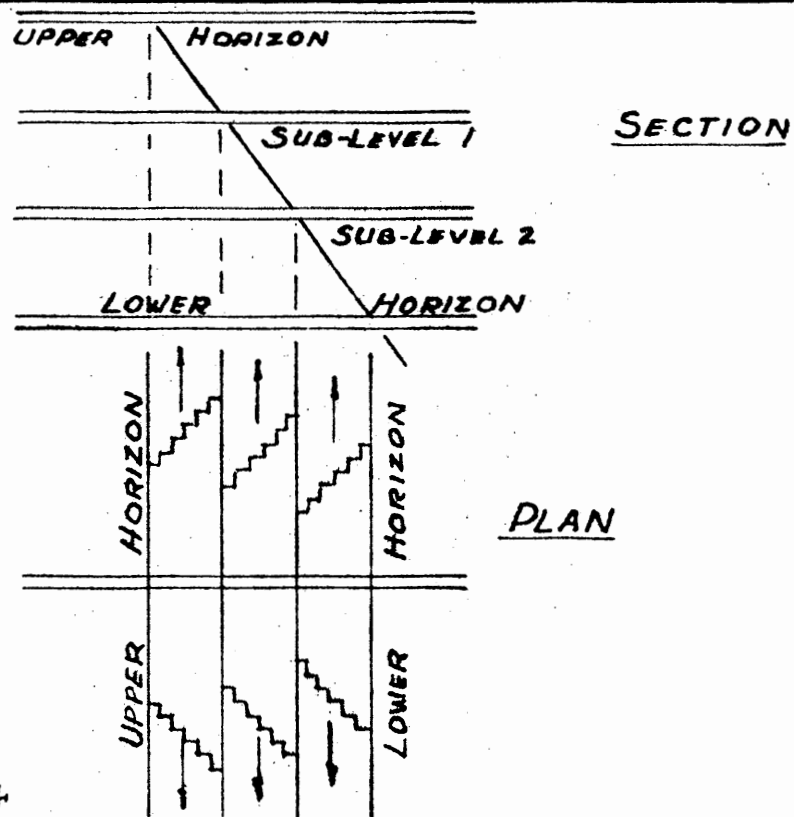 UPPER HORIZON
SUB-LEVEL 1
SECTION
SUB-LEVEL 2
LOWER HORIZON
HORIZON
HORIZON
PLAN
UPPER
LOWER